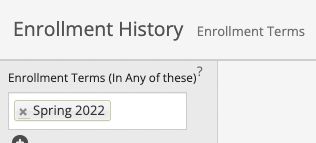 Enrollment History Enrollment Terms
Enrollment Terms (In Any of these)?
× Spring 2022